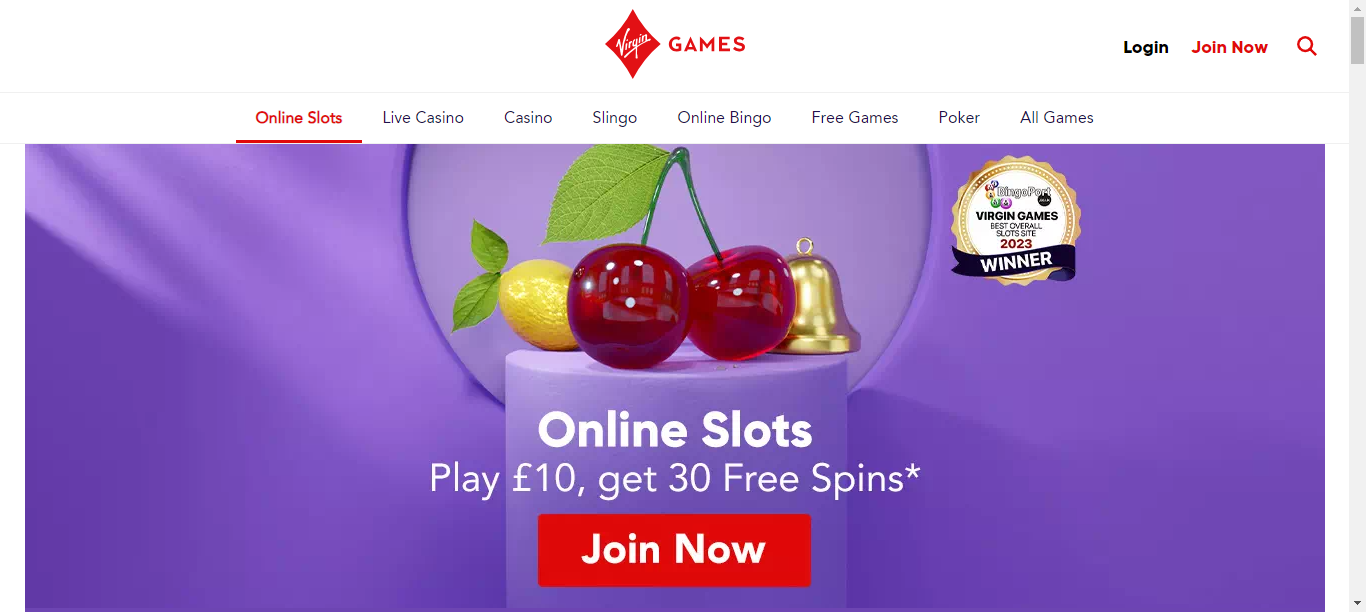 Virgin GAMES
Login Join Now
Online Slots Live Casino Casino Slingo Online Bingo Free Games Poker All Games
BingoPort
VIRGIN GAMES
BEST OVERALL
SLOTS SITE
2023
WINNER
Online Slots
Play £10, get 30 Free Spins*
Join Now